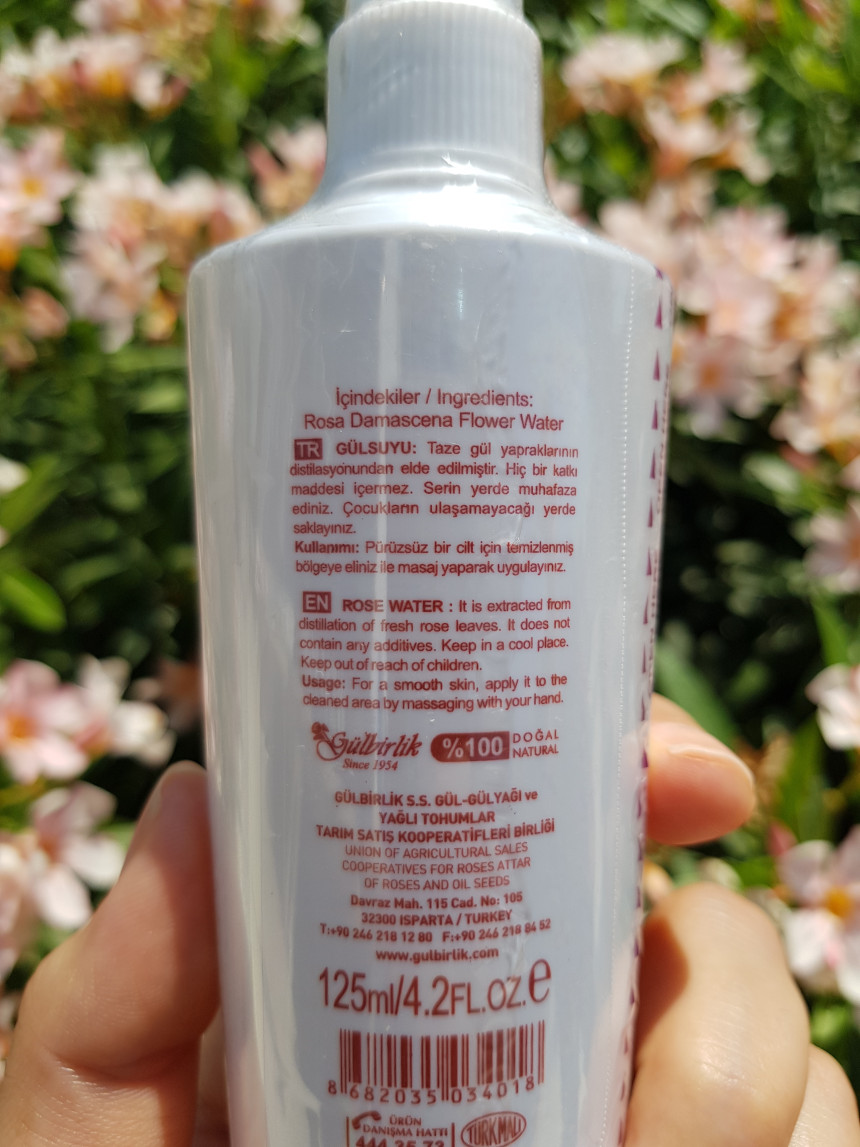 İçindekiler / Ingredients:
Rosa Damascena Flower Water
TR GÜLSUYU: Taze gül yapraklarının
distilasyonundan elde edilmiştir. Hiç bir katkı
maddesi içermez. Serin yerde muhafaza
ediniz. Çocukların ulaşamayacağı yerde
saklayınız.
Kullanımı: Pürüzsüz bir cilt için temizlenmiş
bölgeye eliniz ile masaj yaparak uygulayınız.
EN ROSE WATER : It is extracted from
distillation of fresh rose leaves. It does not
contain any additives. Keep in a cool place.
Keep out of reach of children.
Usage: For a smooth skin, apply it to the
cleaned area by massaging with your hand.
Gülbirlik %100 DOĞAL
Since 1954 NATURAL
GÜLBİRLİK S.S. GÜL-GÜLYAĞI ve
YAĞLI TOHUMLAR
TARIM SATIŞ KOOPERATİFLERİ BİRLİĞİ
UNION OF AGRICULTURAL SALES
COOPERATIVES FOR ROSES ATTAR
OF ROSES AND OIL SEEDS
Davraz Mah. 115 Cad. No: 105
32300 ISPARTA / TURKEY
T:+90 246 218 12 80 F:+90 246 218 84 52
www.gulbirlik.com
125ml/4.2FL.OZ.e
8 682035 034018
ÜRÜN
DANIŞMA HATTI
TÜRKMALI